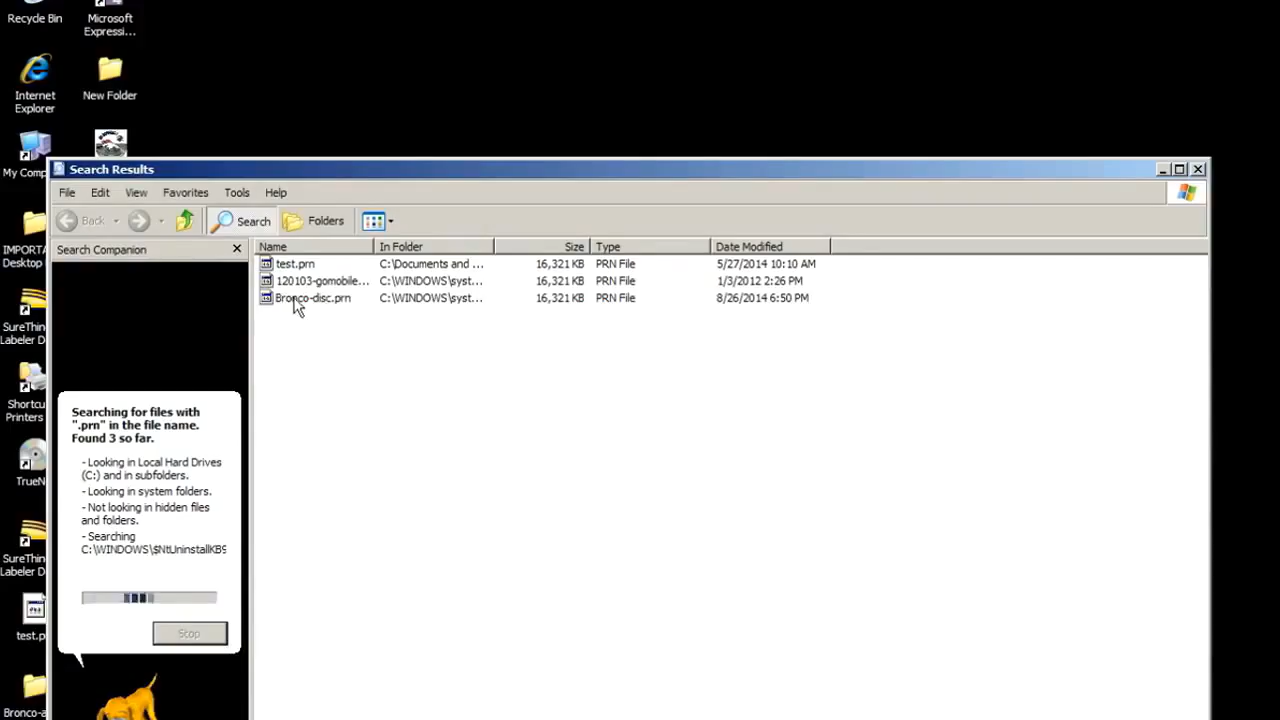 Recycle Bin
Microsoft
Expressi...
Internet
Explorer
New Folder
My Comp
IMPORTA
Desktop
SureThing
Labeler D
Shortcu
Printers
TrueN
SureThing
Labeler D
test.p
Bronco-a
Search Results
File Edit View Favorites Tools Help
Back Search Folders
Search Companion
Name In Folder Size Type Date Modified
test.prn C:\Documents and ... 16,321 KB PRN File 5/27/2014 10:10 AM
120103-gomobile... C:\WINDOWS\syst... 16,321 KB PRN File 1/3/2012 2:26 PM
Bronco-disc.prn C:\WINDOWS\syst... 16,321 KB PRN File 8/26/2014 6:50 PM
Searching for files with
".prn" in the file name.
Found 3 so far.
- Looking in Local Hard Drives
(C:) and in subfolders.
- Looking in system folders.
- Not looking in hidden files
and folders.
- Searching
C:\WINDOWS\$NtUninstallKB9
Stop